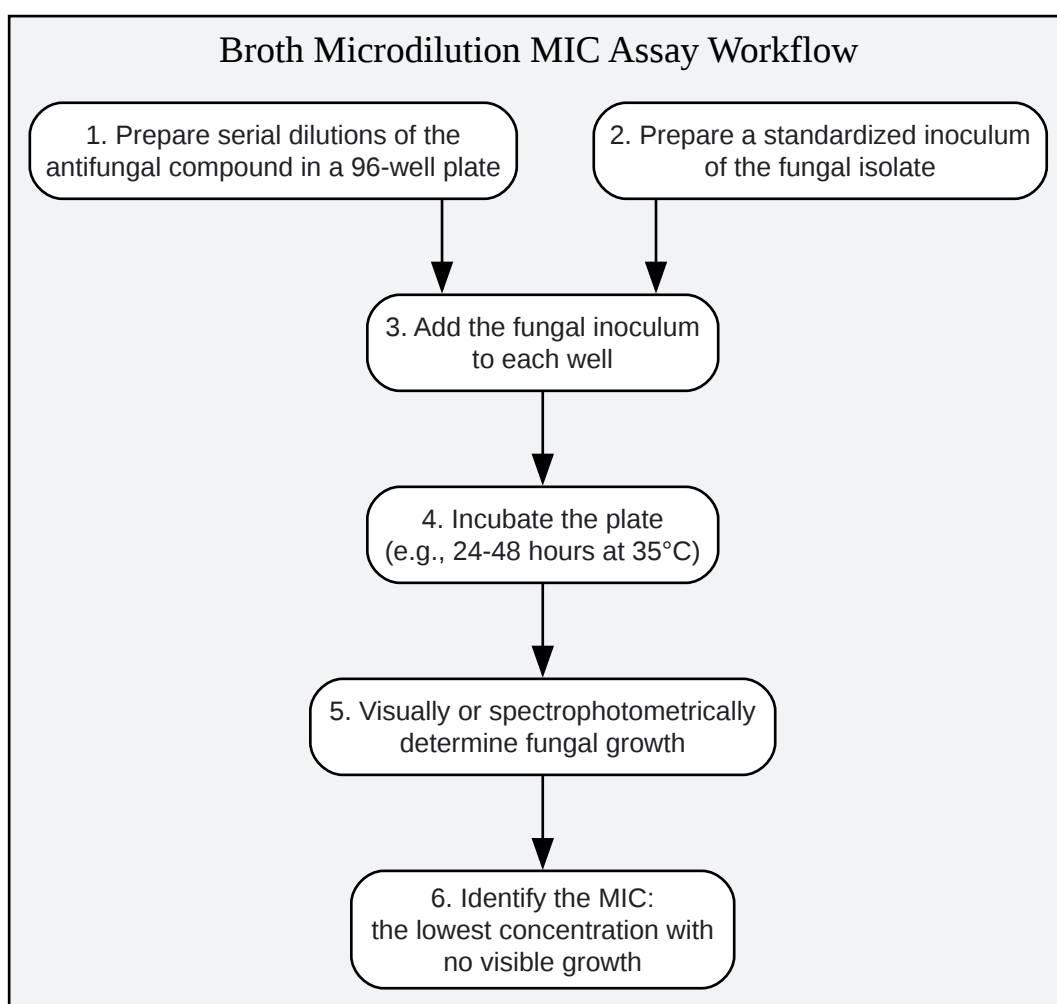 Broth Microdilution MIC Assay Workflow
1. Prepare serial dilutions of the
antifungal compound in a 96-well plate
2. Prepare a standardized inoculum
of the fungal isolate
3. Add the fungal inoculum
to each well
4. Incubate the plate
(e.g., 24-48 hours at 35°C)
5. Visually or spectrophotometrically
determine fungal growth
6. Identify the MIC:
the lowest concentration with
no visible growth